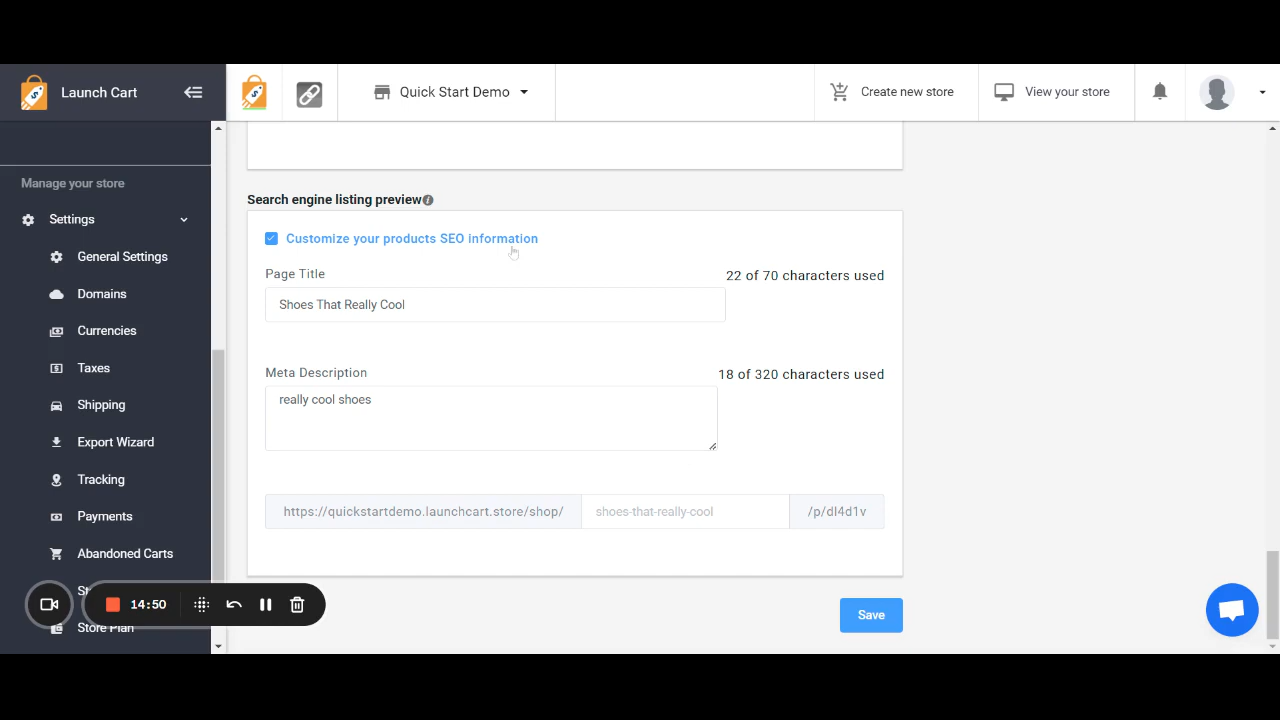 Launch Cart
Quick Start Demo
Create new store
View your store
Manage your store
Settings
General Settings
Domains
Currencies
Taxes
Shipping
Export Wizard
Tracking
Payments
Abandoned Carts
Store Plan
14:50
Search engine listing preview
Customize your products SEO information
Page Title
22 of 70 characters used
Shoes That Really Cool
Meta Description
18 of 320 characters used
really cool shoes
https://quickstartdemo.launchcart.store/shop/
shoes-that-really-cool
/p/dl4d1v
Save